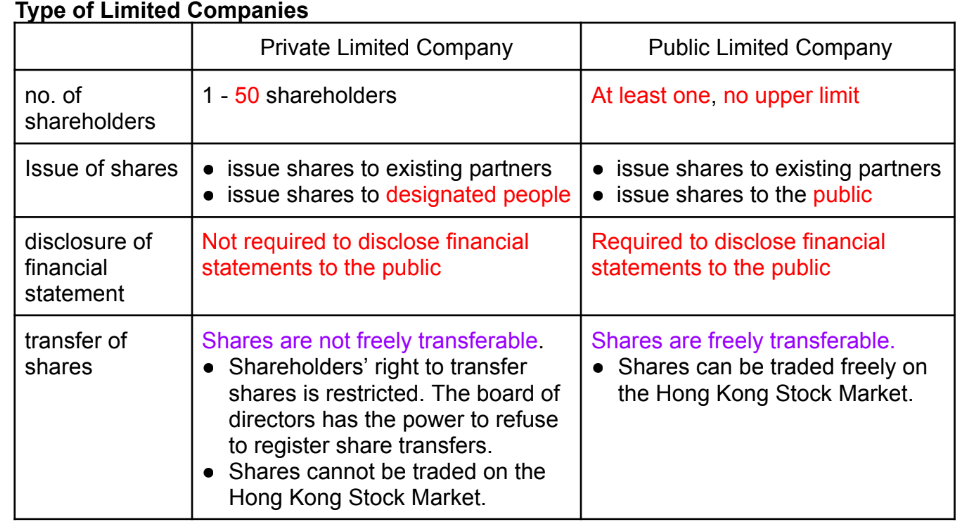 Type of Limited Companies
Private Limited Company
Public Limited Company
no. of
shareholders
1 - 50 shareholders
At least one, no upper limit
Issue of shares
● issue shares to existing partners
● issue shares to designated people
● issue shares to existing partners
● issue shares to the public
disclosure of
financial
statement
Not required to disclose financial
statements to the public
Required to disclose financial
statements to the public
transfer of
shares
Shares are not freely transferable.
● Shareholders’ right to transfer
shares is restricted. The board of
directors has the power to refuse
to register share transfers.
● Shares cannot be traded on the
Hong Kong Stock Market.
Shares are freely transferable.
● Shares can be traded freely on
the Hong Kong Stock Market.